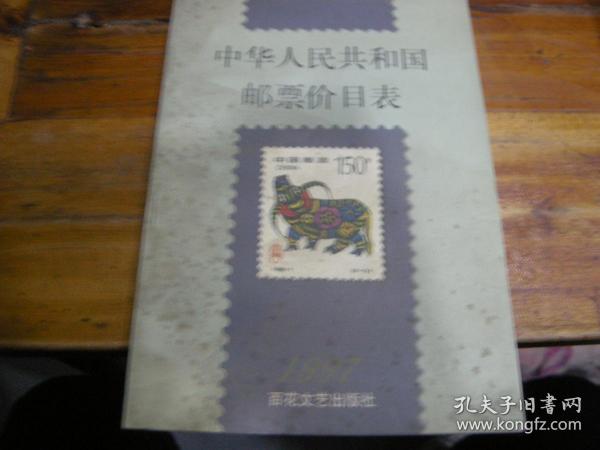 中华人民共和国
邮票价目表
中国邮政
150
1997
百花文艺出版社
孔夫子旧书网
www.kongfz.com